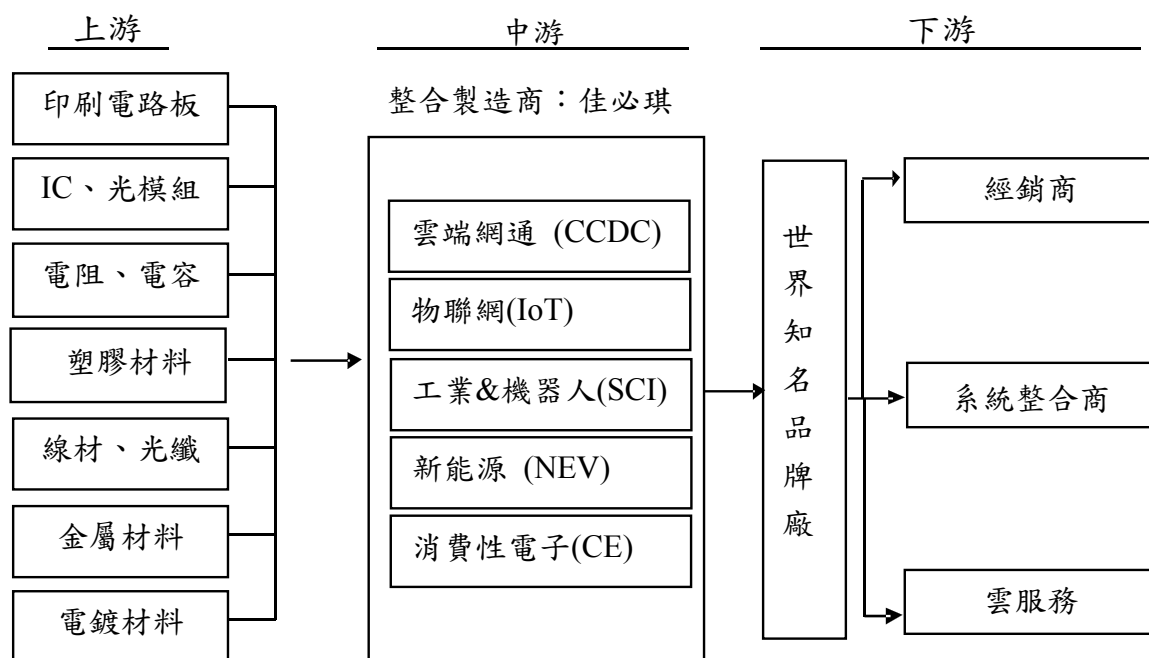 上游
中游
下游
整合製造商：佳必琪
印刷電路板
IC、光模組
電阻、電容
塑膠材料
線材、光纖
金屬材料
電鍍材料
雲端網通 (CCDC)
物聯網(IoT)
工業&機器人(SCI)
新能源 (NEV)
消費性電子(CE)
世界知名品牌廠
經銷商
系統整合商
雲服務